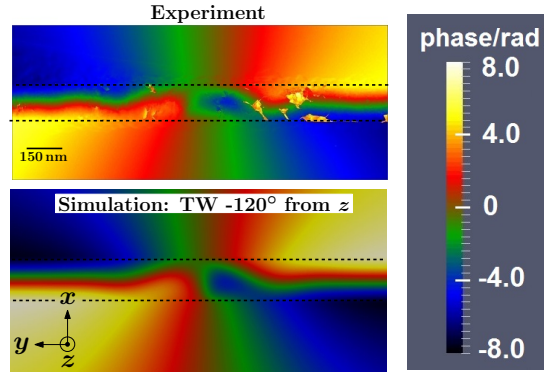 Experiment
150 nm
Simulation: TW -120° from z
x
y
z
phase/rad
8.0
4.0
0
-4.0
-8.0